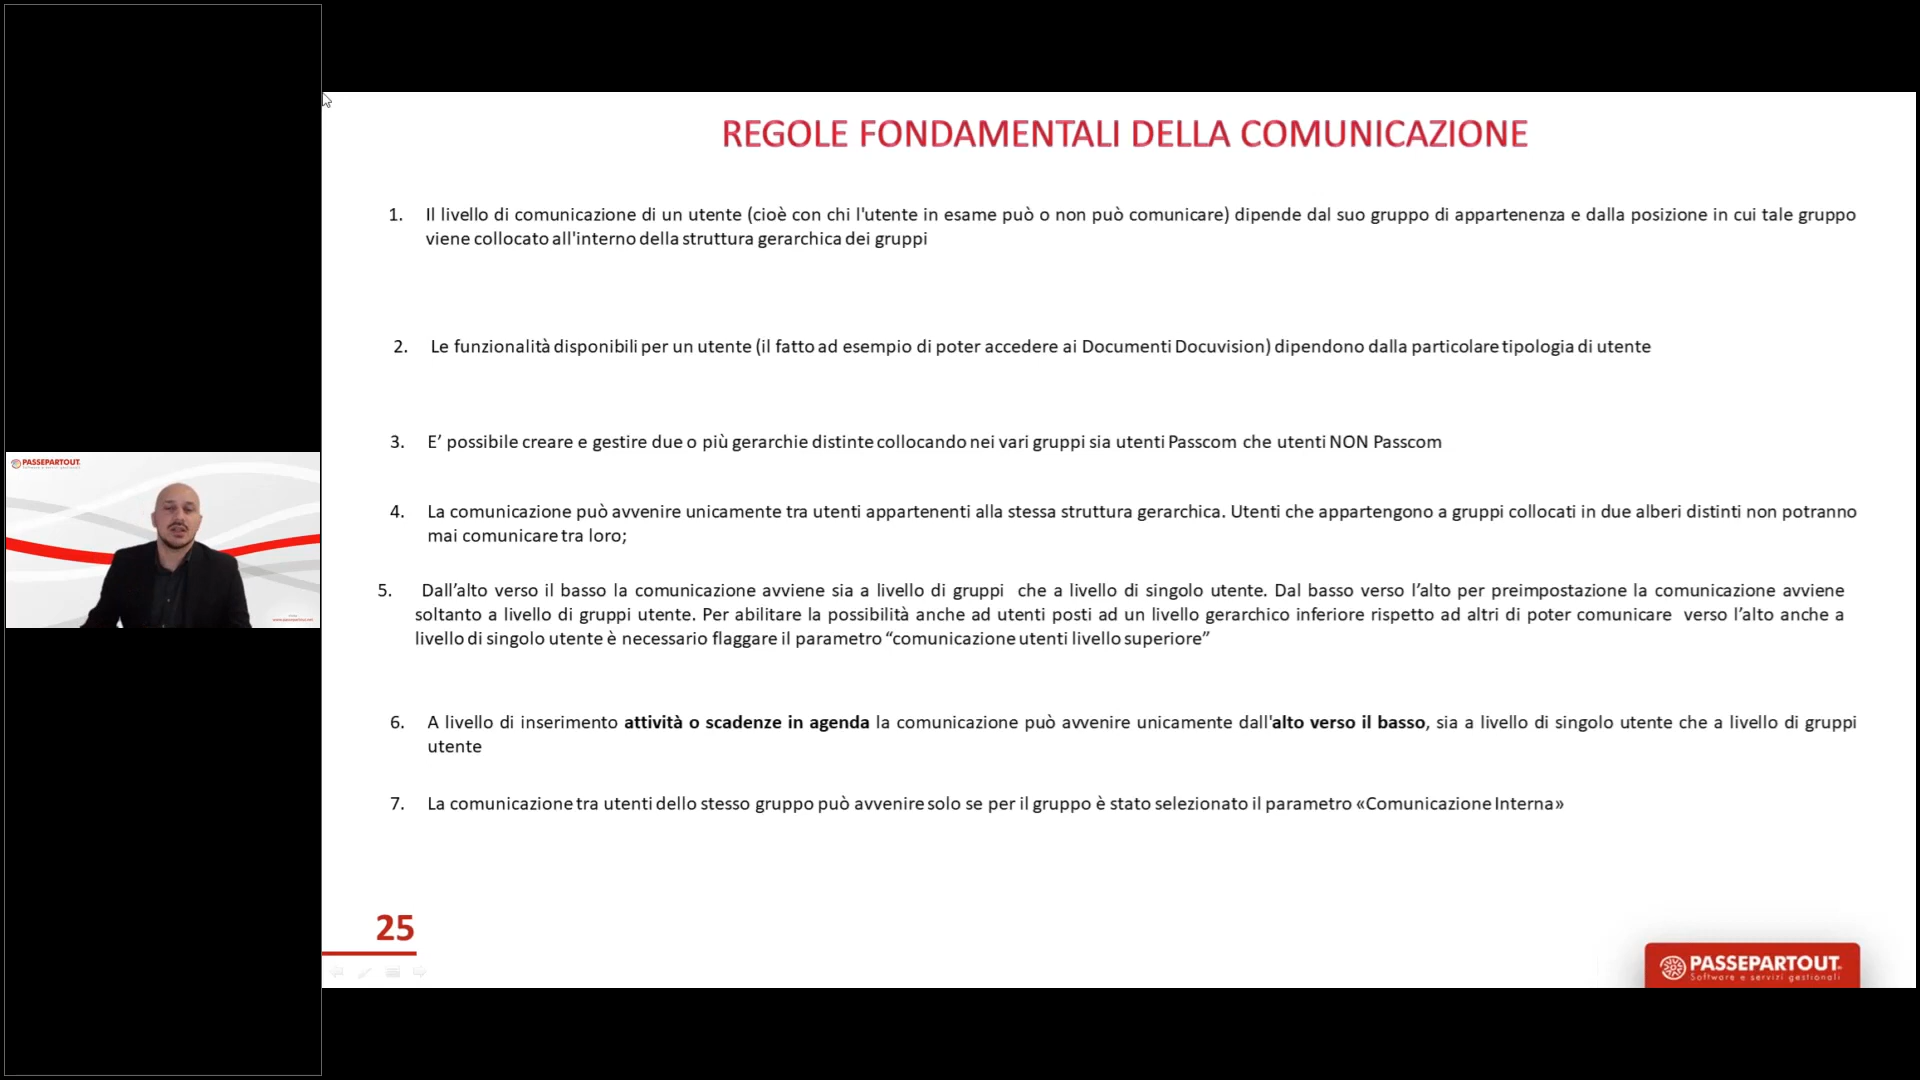 REGOLE FONDAMENTALI DELLA COMUNICAZIONE
1. Il livello di comunicazione di un utente (cioè con chi l'utente in esame può o non può comunicare) dipende dal suo gruppo di appartenenza e dalla posizione in cui tale gruppo
viene collocato all'interno della struttura gerarchica dei gruppi
2. Le funzionalità disponibili per un utente (il fatto ad esempio di poter accedere ai Documenti Docuvision) dipendono dalla particolare tipologia di utente
3. E’ possibile creare e gestire due o più gerarchie distinte collocando nei vari gruppi sia utenti Passcom che utenti NON Passcom
4. La comunicazione può avvenire unicamente tra utenti appartenenti alla stessa struttura gerarchica. Utenti che appartengono a gruppi collocati in due alberi distinti non potranno
mai comunicare tra loro;
5. Dall’alto verso il basso la comunicazione avviene sia a livello di gruppi che a livello di singolo utente. Dal basso verso l’alto per preimpostazione la comunicazione avviene
soltanto a livello di gruppi utente. Per abilitare la possibilità anche ad utenti posti ad un livello gerarchico inferiore rispetto ad altri di poter comunicare verso l’alto anche a
livello di singolo utente è necessario flaggare il parametro “comunicazione utenti livello superiore”
6. A livello di inserimento attività o scadenze in agenda la comunicazione può avvenire unicamente dall'alto verso il basso, sia a livello di singolo utente che a livello di gruppi
utente
7. La comunicazione tra utenti dello stesso gruppo può avvenire solo se per il gruppo è stato selezionato il parametro «Comunicazione Interna»
25
PASSEPARTOUT
Software e servizi gestionali
PASSEPARTOUT